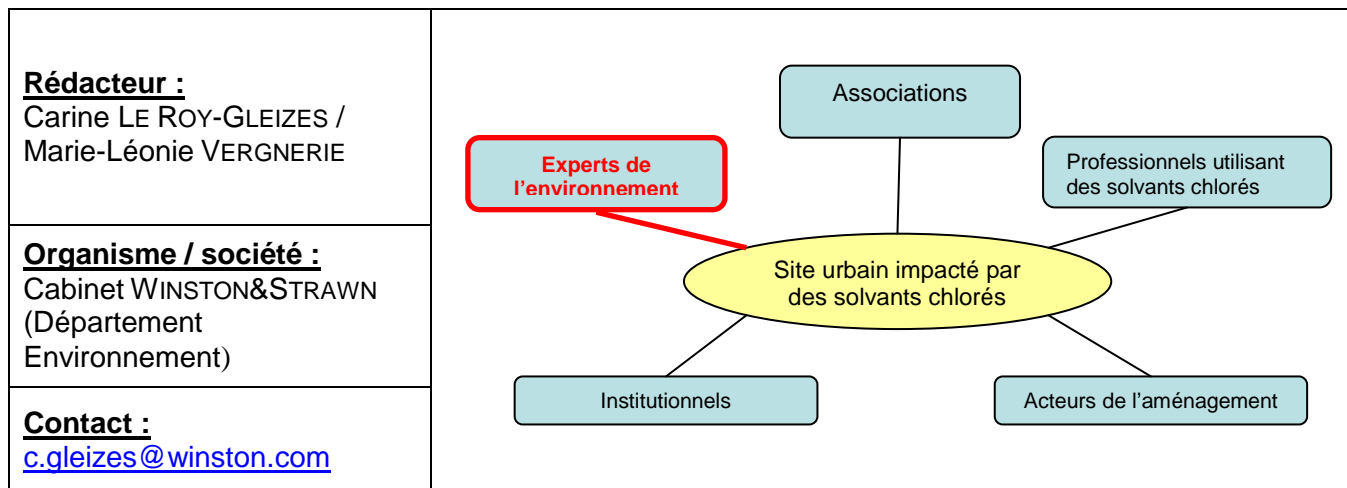 Rédacteur :
Carine LE ROY-GLEIZES /
Marie-Léonie VERGNERIE
Organisme / société :
Cabinet WINSTON&STRAWN
(Département
Environnement)
Contact :
c.gleizes@winston.com
Associations
Experts de
l'environnement
Professionnels utilisant
des solvants chlorés
Site urbain impacté par
des solvants chlorés
Institutionnels
Acteurs de l'aménagement